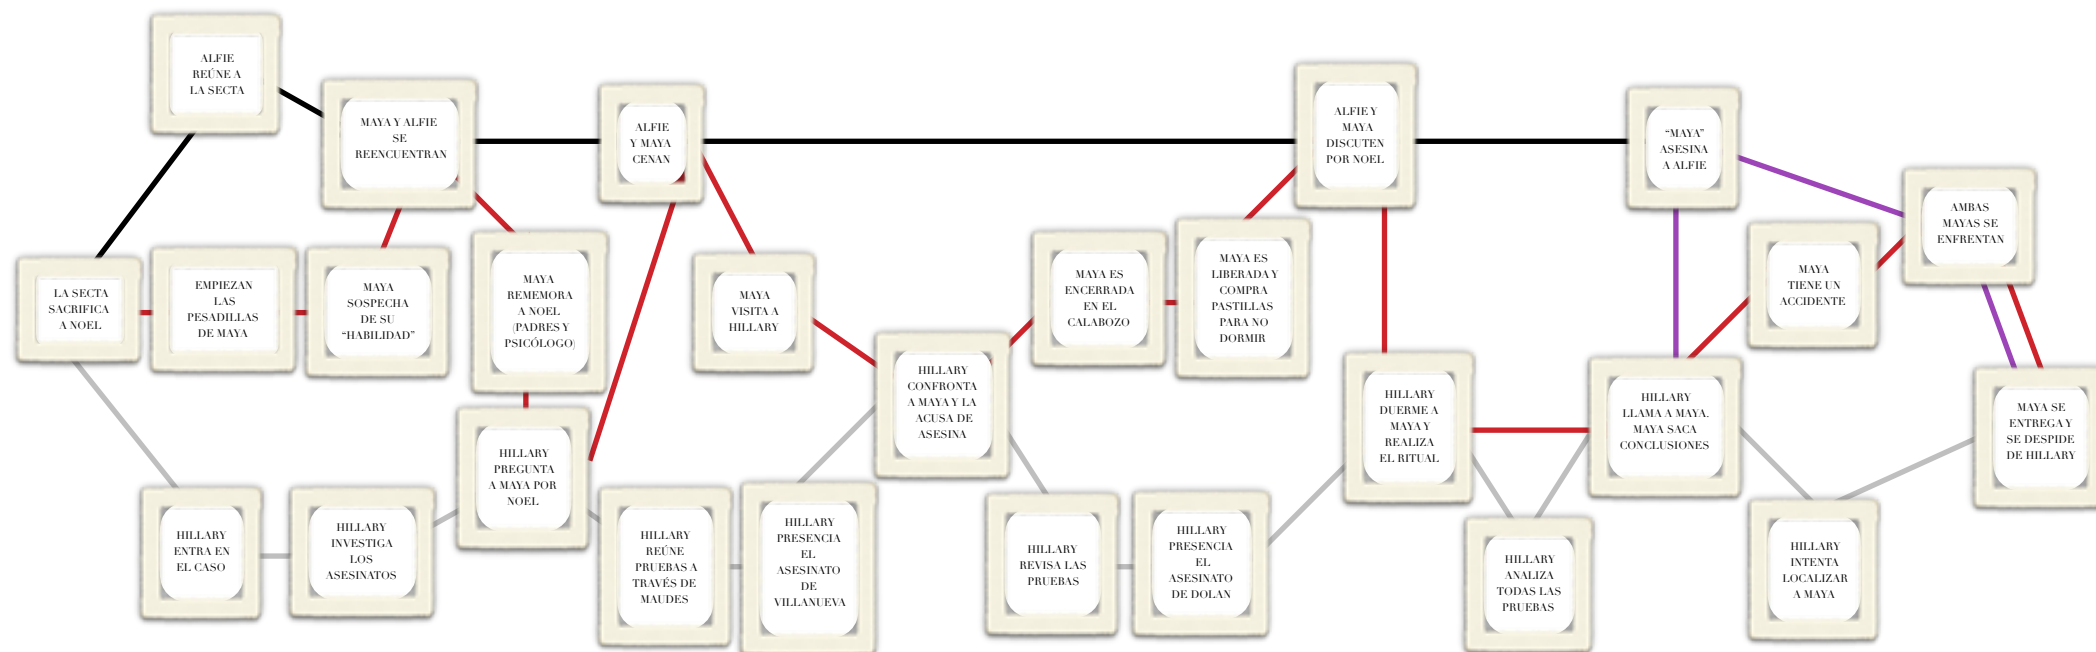 ALFIE
REÚNE A
LA SECTA
MAYA Y ALFIE
SE
REENCUENTRAN
ALFIE
Y MAYA
CENAN
ALFIE Y
MAYA
DISCUTEN
POR NOEL
“MAYA”
ASESINA
A ALFIE
AMBAS
MAYAS SE
ENFRENTAN
LA SECTA
SACRIFICA
A NOEL
EMPIEZAN
LAS
PESADILLAS
DE MAYA
MAYA
SOSPECHA
DE SU
“HABILIDAD”
MAYA
REMEMORA
A NOEL
(PADRES Y
PSICÓLOGO)
MAYA
VISITA A
HILLARY
MAYA ES
ENCERRADA
EN EL
CALABOZO
MAYA ES
LIBERADA Y
COMPRA
PASTILLAS
PARA NO
DORMIR
MAYA
TIENE UN
ACCIDENTE
HILLARY
CONFRONTA
A MAYA Y LA
ACUSA DE
ASESINA
HILLARY
DUERME A
MAYA Y
REALIZA
EL RITUAL
HILLARY
LLAMA A MAYA.
MAYA SACA
CONCLUSIONES
MAYA SE
ENTREGA Y
SE DESPIDE
DE HILLARY
HILLARY
PREGUNTA
A MAYA POR
NOEL
HILLARY
ENTRA EN
EL CASO
HILLARY
INVESTIGA
LOS
ASESINATOS
HILLARY
REÚNE
PRUEBAS A
TRAVÉS DE
MAUDES
HILLARY
PRESENCIA
EL
ASESINATO
DE
VILLANUEVA
HILLARY
REVISA LAS
PRUEBAS
HILLARY
PRESENCIA
EL
ASESINATO
DE DOLAN
HILLARY
ANALIZA
TODAS LAS
PRUEBAS
HILLARY
INTENTA
LOCALIZAR
A MAYA